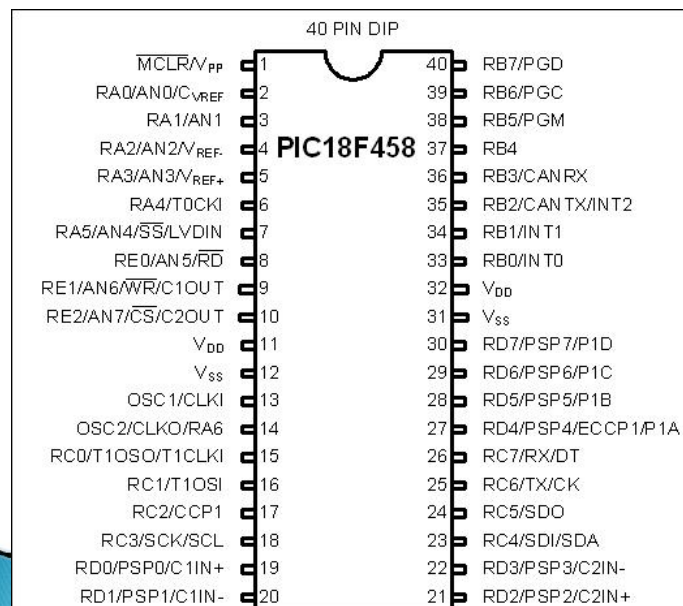 40 PIN DIP
MCLR/VPP 1 40 RB7/PGD
RA0/AN0/CVREF 2 39 RB6/PGC
RA1/AN1 3 38 RB5/PGM
RA2/AN2/VREF- 4 PIC18F458 37 RB4
RA3/AN3/VREF+ 5 36 RB3/CANRX
RA4/T0CKI 6 35 RB2/CANTX/INT2
RA5/AN4/SS/LVDIN 7 34 RB1/INT1
RE0/AN5/RD 8 33 RB0/INT0
RE1/AN6/WR/C1OUT 9 32 VDD
RE2/AN7/CS/C2OUT 10 31 VSS
VDD 11 30 RD7/PSP7/P1D
VSS 12 29 RD6/PSP6/P1C
OSC1/CLKI 13 28 RD5/PSP5/P1B
OSC2/CLKO/RA6 14 27 RD4/PSP4/ECCP1/P1A
RC0/T1OSO/T1CLKI 15 26 RC7/RX/DT
RC1/T1OSI 16 25 RC6/TX/CK
RC2/CCP1 17 24 RC5/SDO
RC3/SCK/SCL 18 23 RC4/SDI/SDA
RD0/PSP0/C1IN+ 19 22 RD3/PSP3/C2IN-
RD1/PSP1/C1IN- 20 21 RD2/PSP2/C2IN+